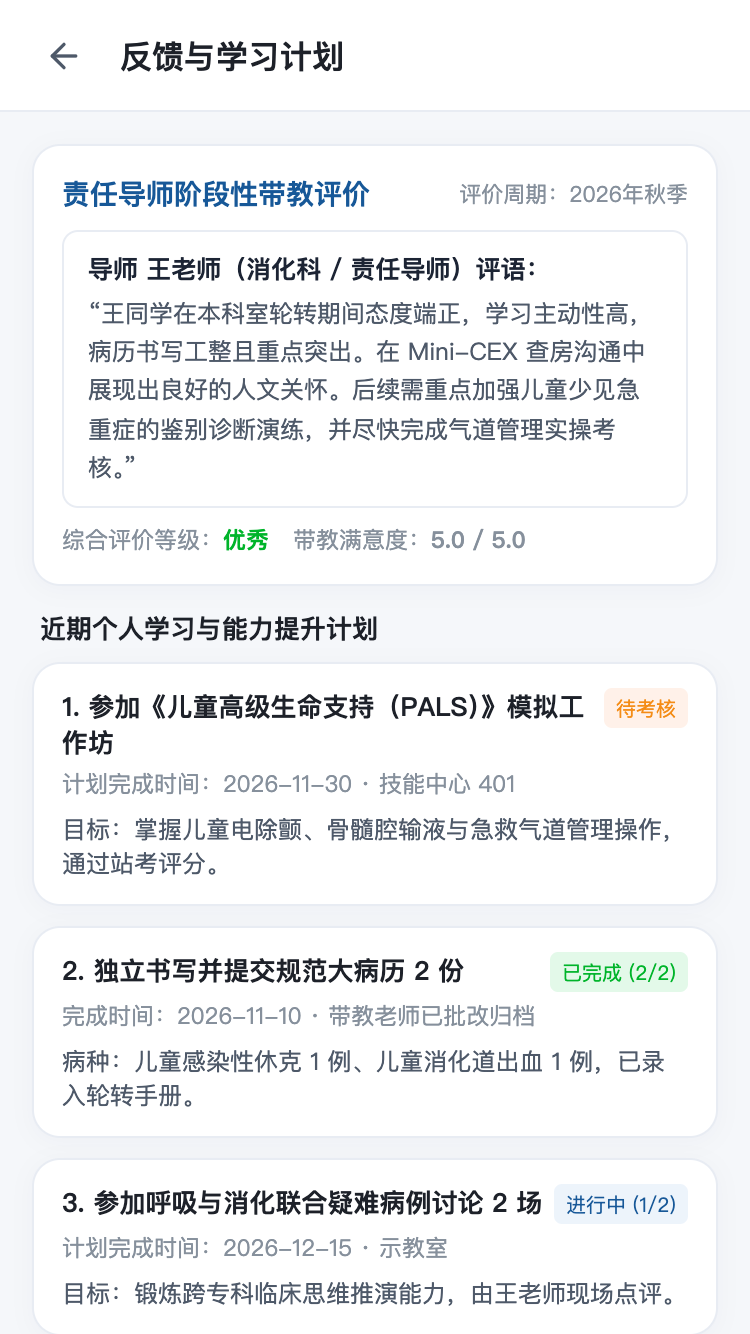 反馈与学习计划
责任导师阶段性带教评价
评价周期：2026年秋季
导师 王老师（消化科 / 责任导师）评语：
“王同学在本科室轮转期间态度端正，学习主动性高，
病历书写工整且重点突出。在 Mini-CEX 查房沟通中
展现出良好的人文关怀。后续需重点加强儿童少见急
重症的鉴别诊断演练，并尽快完成气道管理实操考
核。”
综合评价等级：优秀 带教满意度：5.0 / 5.0
近期个人学习与能力提升计划
1. 参加《儿童高级生命支持（PALS）》模拟工
作坊
待考核
计划完成时间：2026-11-30 · 技能中心 401
目标：掌握儿童电除颤、骨髓腔输液与急救气道管理操作，
通过站考评分。
2. 独立书写并提交规范大病历 2 份
已完成 (2/2)
完成时间：2026-11-10 · 带教老师已批改归档
病种：儿童感染性休克 1 例、儿童消化道出血 1 例，已录
入轮转手册。
3. 参加呼吸与消化联合疑难病例讨论 2 场
进行中 (1/2)
计划完成时间：2026-12-15 · 示教室
目标：锻炼跨专科临床思维推演能力，由王老师现场点评。